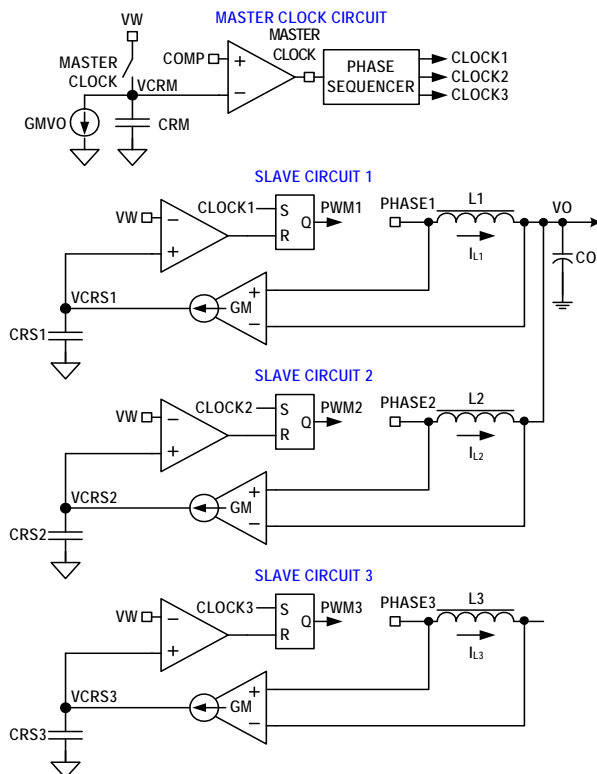 MASTER CLOCK CIRCUIT
VW
MASTER
CLOCK
COMP
+
−
MASTER
CLOCK
PHASE
SEQUENCER
CLOCK1
CLOCK2
CLOCK3
VCRM
GMVO
CRM
SLAVE CIRCUIT 1
VW
−
+
CLOCK1
S
R
Q
PWM1
PHASE1
L1
IL1
VO
CO
VCRS1
GM
+
−
CRS1
SLAVE CIRCUIT 2
VW
−
+
CLOCK2
S
R
Q
PWM2
PHASE2
L2
IL2
VCRS2
GM
+
−
CRS2
SLAVE CIRCUIT 3
VW
−
+
CLOCK3
S
R
Q
PWM3
PHASE3
L3
IL3
VCRS3
GM
+
−
CRS3